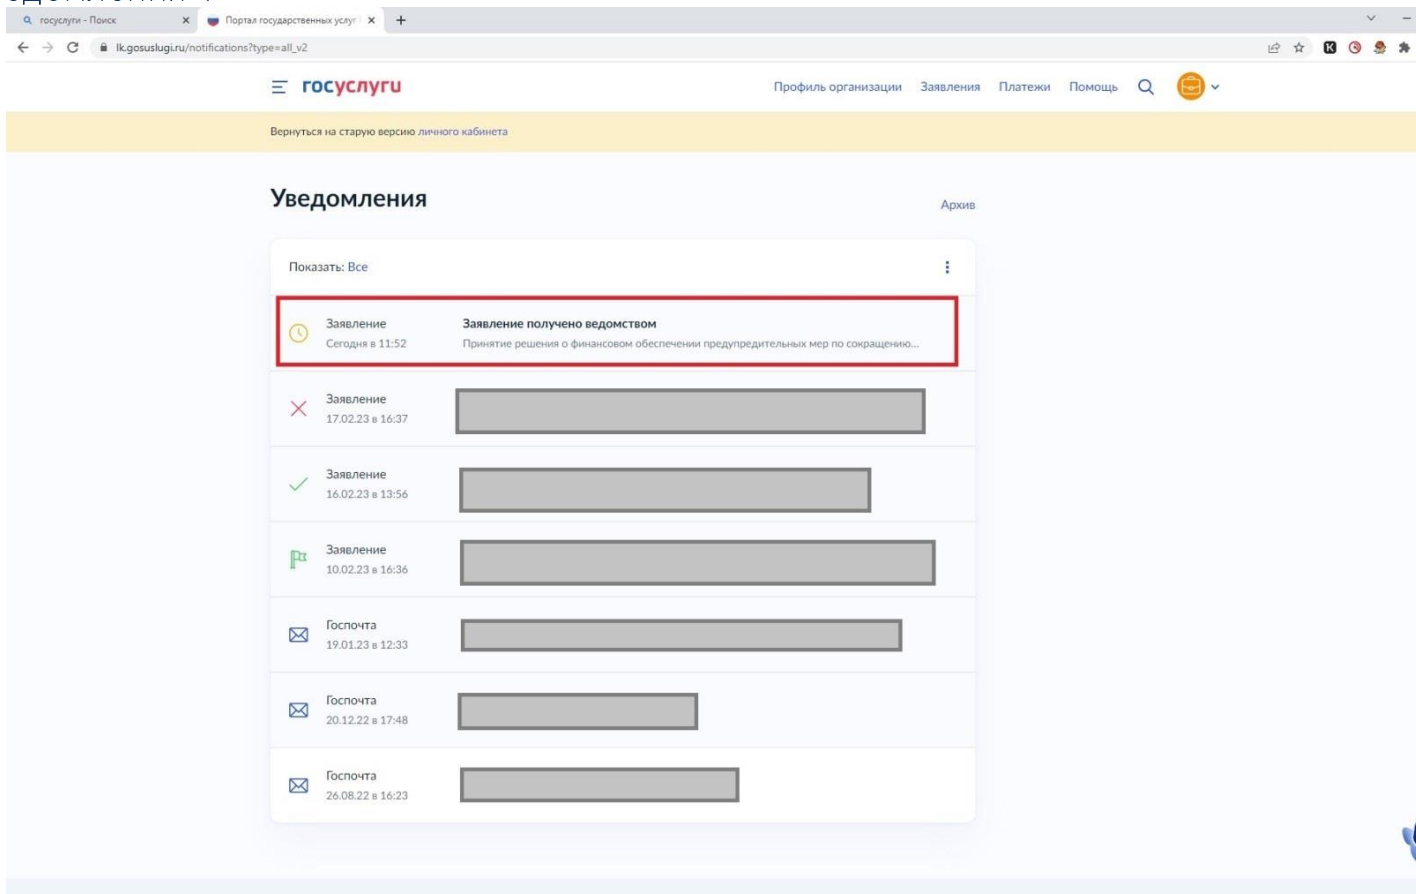 госуслуги - Поиск
Портал государственных услуг
lk.gosuslugi.ru/notifications?type=all_v2
госуслуги
Профиль организации Заявления Платежи Помощь
Вернуться на старую версию личного кабинета
Уведомления
Архив
Показать: Все
Заявление Заявление получено ведомством
Сегодня в 11:52 Принятие решения о финансовом обеспечении предупредительных мер по сокращению...
Заявление
17.02.23 в 16:37
Заявление
16.02.23 в 13:56
Заявление
10.02.23 в 16:36
Госпочта
19.01.23 в 12:33
Госпочта
20.12.22 в 17:48
Госпочта
26.08.22 в 16:23